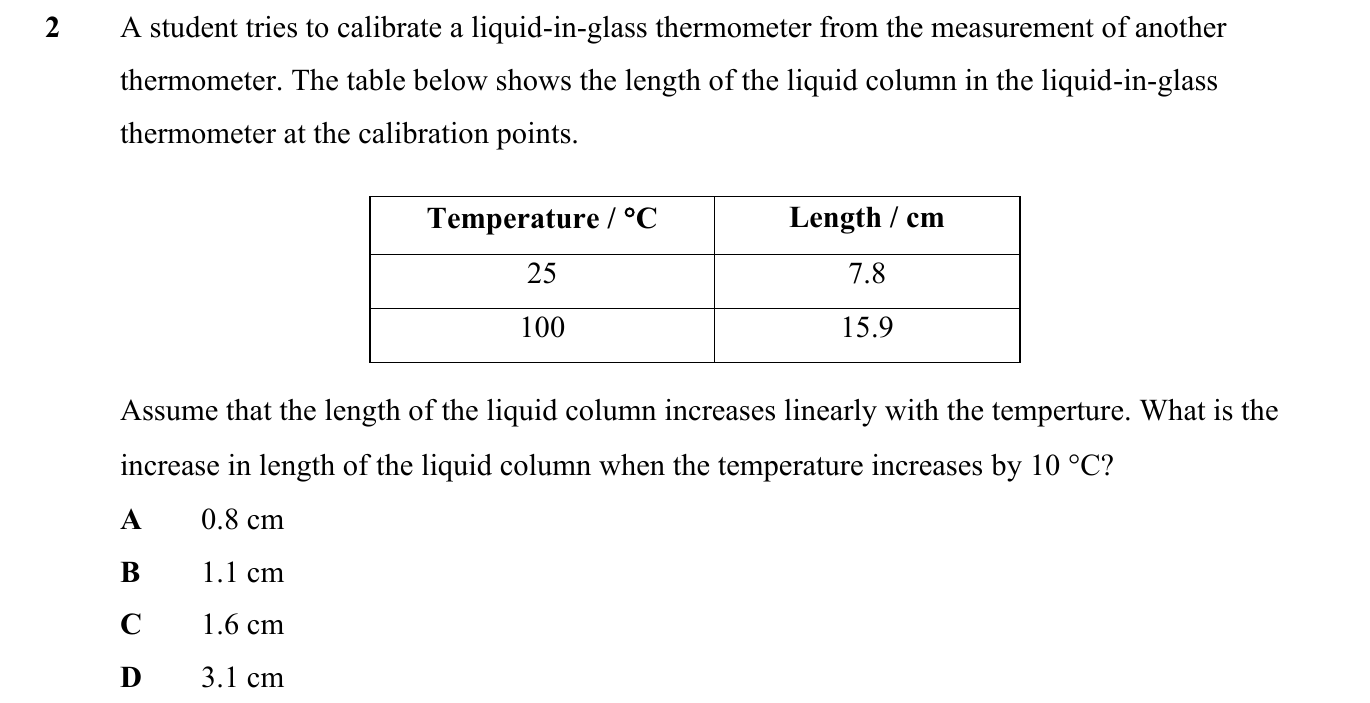 2 A student tries to calibrate a liquid-in-glass thermometer from the measurement of another
thermometer. The table below shows the length of the liquid column in the liquid-in-glass
thermometer at the calibration points.
Temperature / °C Length / cm
25 7.8
100 15.9
Assume that the length of the liquid column increases linearly with the temperture. What is the
increase in length of the liquid column when the temperature increases by 10 °C?
A 0.8 cm
B 1.1 cm
C 1.6 cm
D 3.1 cm